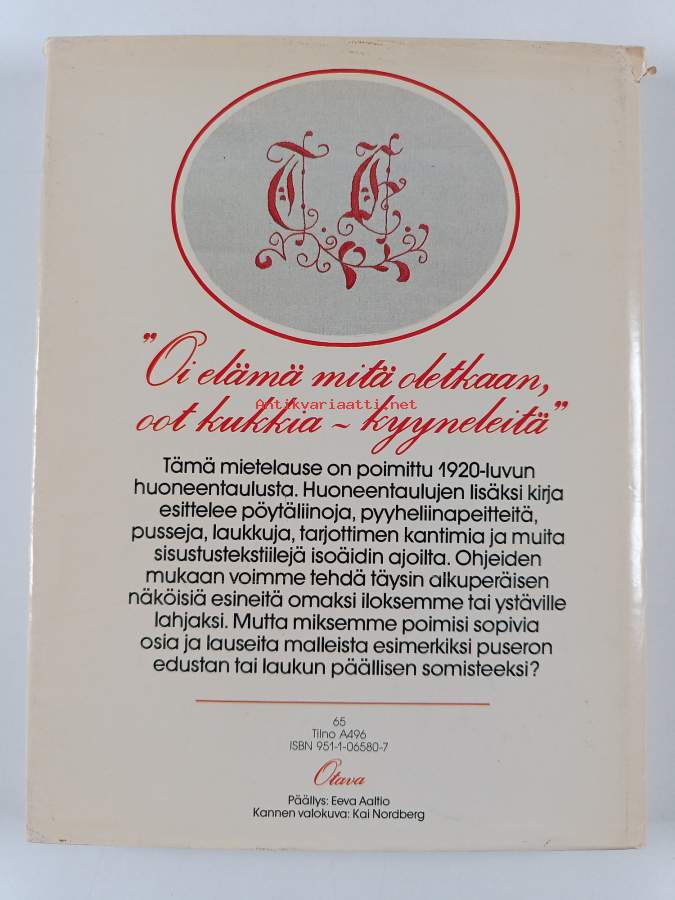 T. E.
"Oi elämä mitä oletkaan,
Antikvariaatti.net
oot kukkia ~ kyyneleitä"
Tämä mietelause on poimittu 1920-luvun
huoneentaulusta. Huoneentaulujen lisäksi kirja
esittelee pöytäliinoja, pyyheliinapeitteitä,
pusseja, laukkuja, tarjottimen kantimia ja muita
sisustustekstiilejä isoäidin ajoilta. Ohjeiden
mukaan voimme tehdä täysin alkuperäisen
näköisiä esineitä omaksi iloksemme tai ystäville
lahjaksi. Mutta miksemme poimisi sopivia
osia ja lauseita malleista esimerkiksi puseron
edustan tai laukun päällisen somisteeksi?
65
Tilno A496
ISBN 951-1-06580-7
Otava
Päällys: Eeva Aaltio
Kannen valokuva: Kai Nordberg